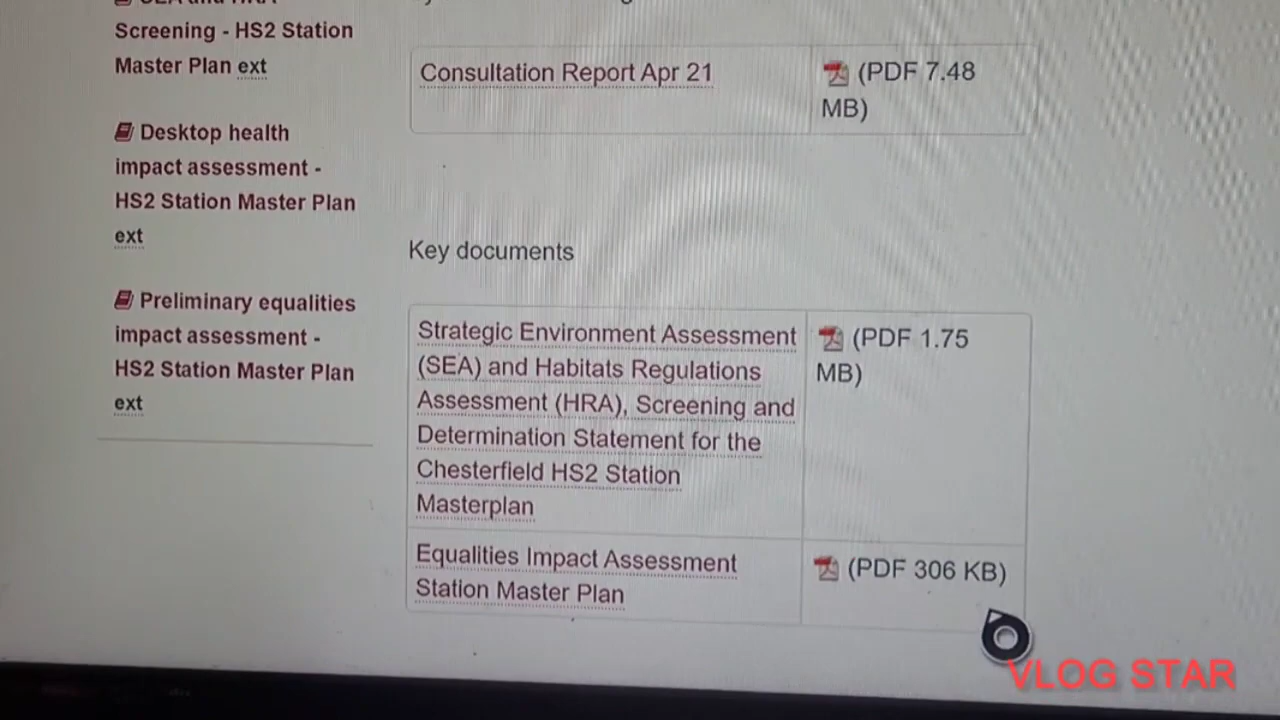 Screening - HS2 Station
Master Plan ext
Desktop health
impact assessment -
HS2 Station Master Plan
ext
Preliminary equalities
impact assessment -
HS2 Station Master Plan
ext
Consultation Report Apr 21
(PDF 7.48
MB)
Key documents
Strategic Environment Assessment
(SEA) and Habitats Regulations
Assessment (HRA), Screening and
Determination Statement for the
Chesterfield HS2 Station
Masterplan
(PDF 1.75
MB)
Equalities Impact Assessment
Station Master Plan
(PDF 306 KB)
VLOG STAR